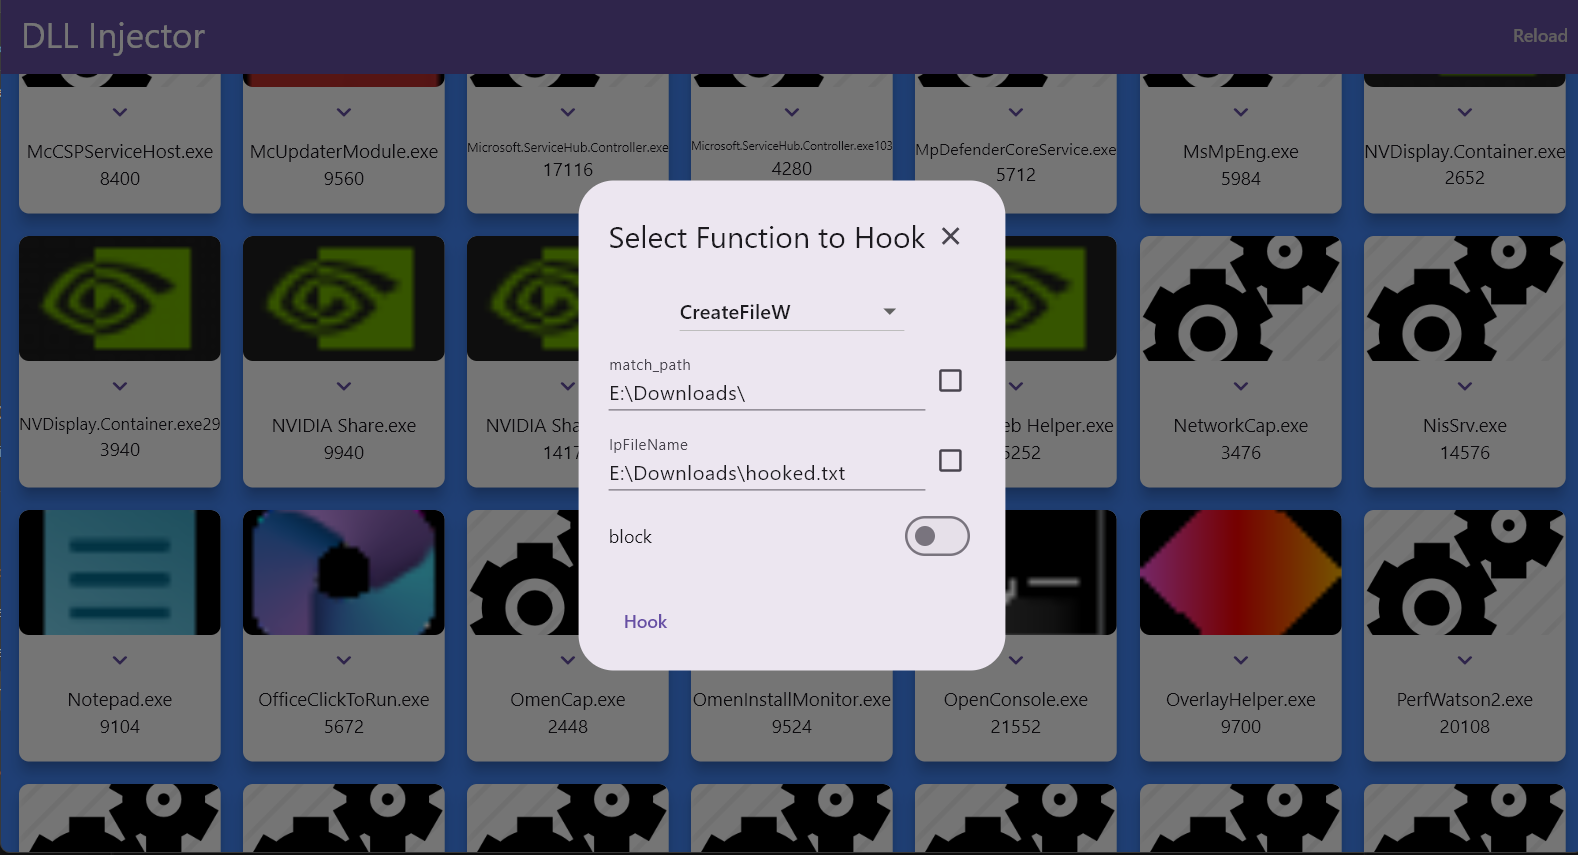 DLL Injector
Reload
McCSPServiceHost.exe
8400
McUpdaterModule.exe
9560
Microsoft.ServiceHub.Controller.exe
17116
Microsoft.ServiceHub.Controller.exe103
4280
MpDefenderCoreService.exe
5712
MsMpEng.exe
5984
NVDisplay.Container.exe
2652
Select Function to Hook
CreateFileW
match_path
E:\Downloads\
lpFileName
E:\Downloads\hooked.txt
block
Hook
NVDisplay.Container.exe29
3940
NVIDIA Share.exe
9940
NVIDIA Sha
1417
eb Helper.exe
5252
NetworkCap.exe
3476
NisSrv.exe
14576
Notepad.exe
9104
OfficeClickToRun.exe
5672
OmenCap.exe
2448
OmenInstallMonitor.exe
9524
OpenConsole.exe
21552
OverlayHelper.exe
9700
PerfWatson2.exe
20108